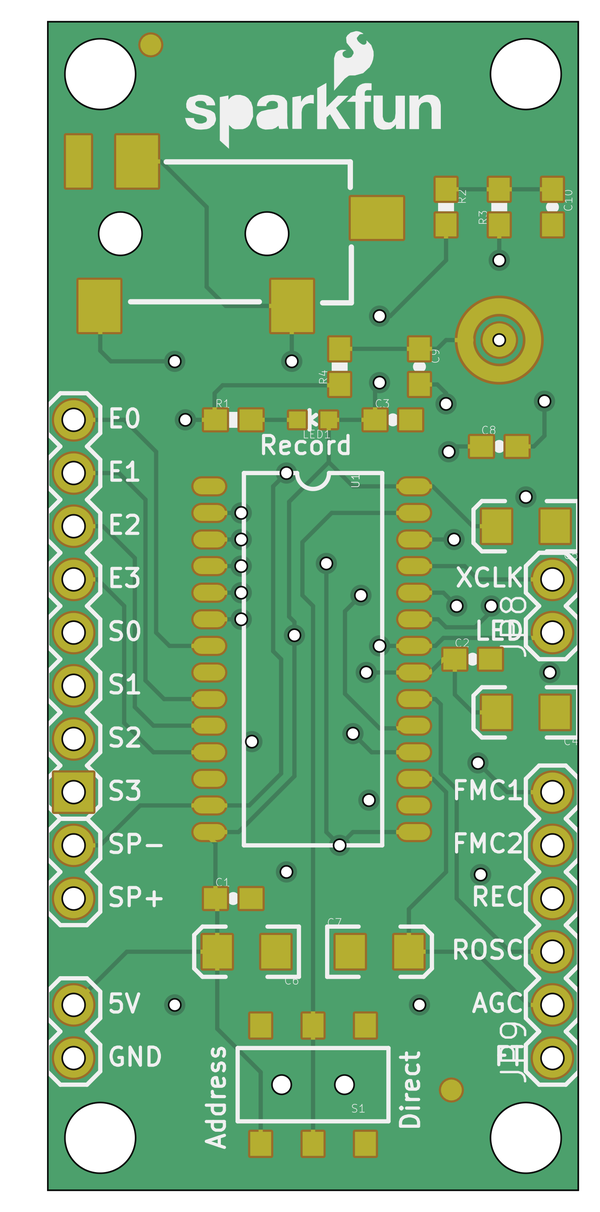 sparkfun
R2
C10
R3
R4
C9
R1
LED1
C3
E0
Record
C8
U1
E1
E2
E3
XCLK
S0
LED
C2
S1
S2
C4
S3
FMC1
SP-
FMC2
C1
SP+
REC
C7
ROSC
C6
5V
AGC
GND
JP9
Address
Direct
S1